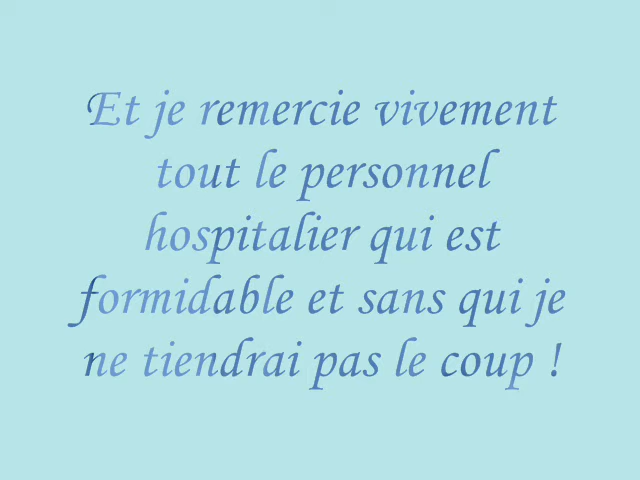 Et je remercie vivement
tout le personnel
hospitalier qui est
formidable et sans qui je
ne tiendrai pas le coup !